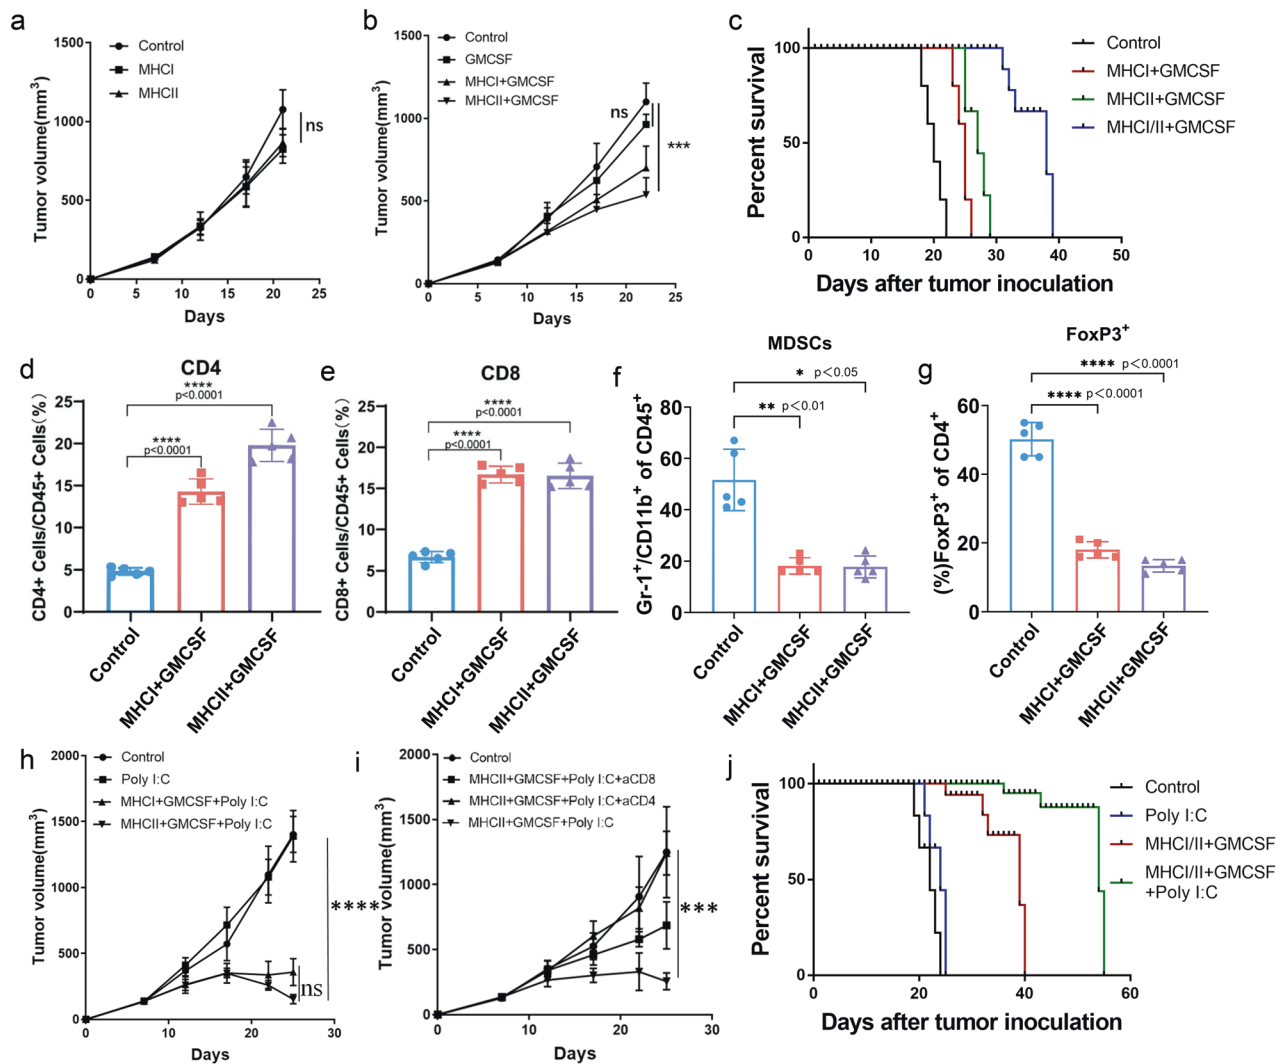 a
Tumor volume(mm³)
1500
1000
500
0
0 5 10 15 20 25
Days
Control
MHCI
MHCII
ns
b
Tumor volume(mm³)
1500
1000
500
0
0 5 10 15 20 25
Days
Control
GMCSF
MHCI+GMCSF
MHCII+GMCSF
ns
***
c
Percent survival
100
50
0
0 10 20 30 40 50
Days after tumor inoculation
Control
MHCI+GMCSF
MHCII+GMCSF
MHCI/II+GMCSF
d
CD4
CD4+ Cells/CD45+ Cells(%)
25
20
15
10
5
0
****
p<0.0001
****
p<0.0001
Control
MHCI+GMCSF
MHCII+GMCSF
e
CD8
CD8+ Cells/CD45+ Cells(%)
25
20
15
10
5
0
****
p<0.0001
****
p<0.0001
Control
MHCI+GMCSF
MHCII+GMCSF
f
MDSCs
Gr-1⁺/CD11b⁺ of CD45⁺
80
60
40
20
0
* p<0.05
** p<0.01
Control
MHCI+GMCSF
MHCII+GMCSF
g
FoxP3⁺
(%)FoxP3⁺ of CD4⁺
60
40
20
0
**** p<0.0001
**** p<0.0001
Control
MHCI+GMCSF
MHCII+GMCSF
h
Tumor volume(mm³)
2000
1500
1000
500
0
0 10 20 30
Days
Control
Poly I:C
MHCI+GMCSF+Poly I:C
MHCII+GMCSF+Poly I:C
****
ns
i
Tumor volume(mm³)
2000
1500
1000
500
0
0 10 20 30
Days
Control
MHCII+GMCSF+Poly I:C+aCD8
MHCII+GMCSF+Poly I:C+aCD4
MHCII+GMCSF+Poly I:C
***
j
Percent survival
100
50
0
0 20 40 60
Days after tumor inoculation
Control
Poly I:C
MHCI/II+GMCSF
MHCI/II+GMCSF
+Poly I:C